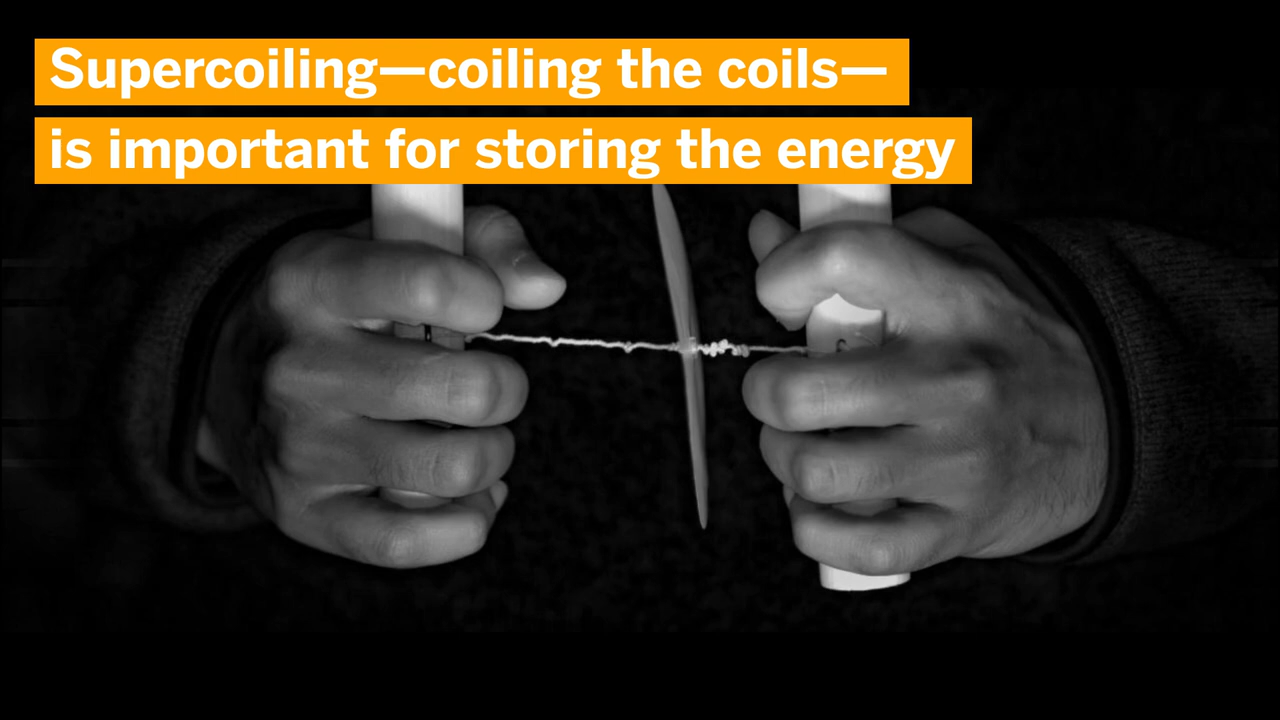 Supercoiling—coiling the coils—
is important for storing the energy